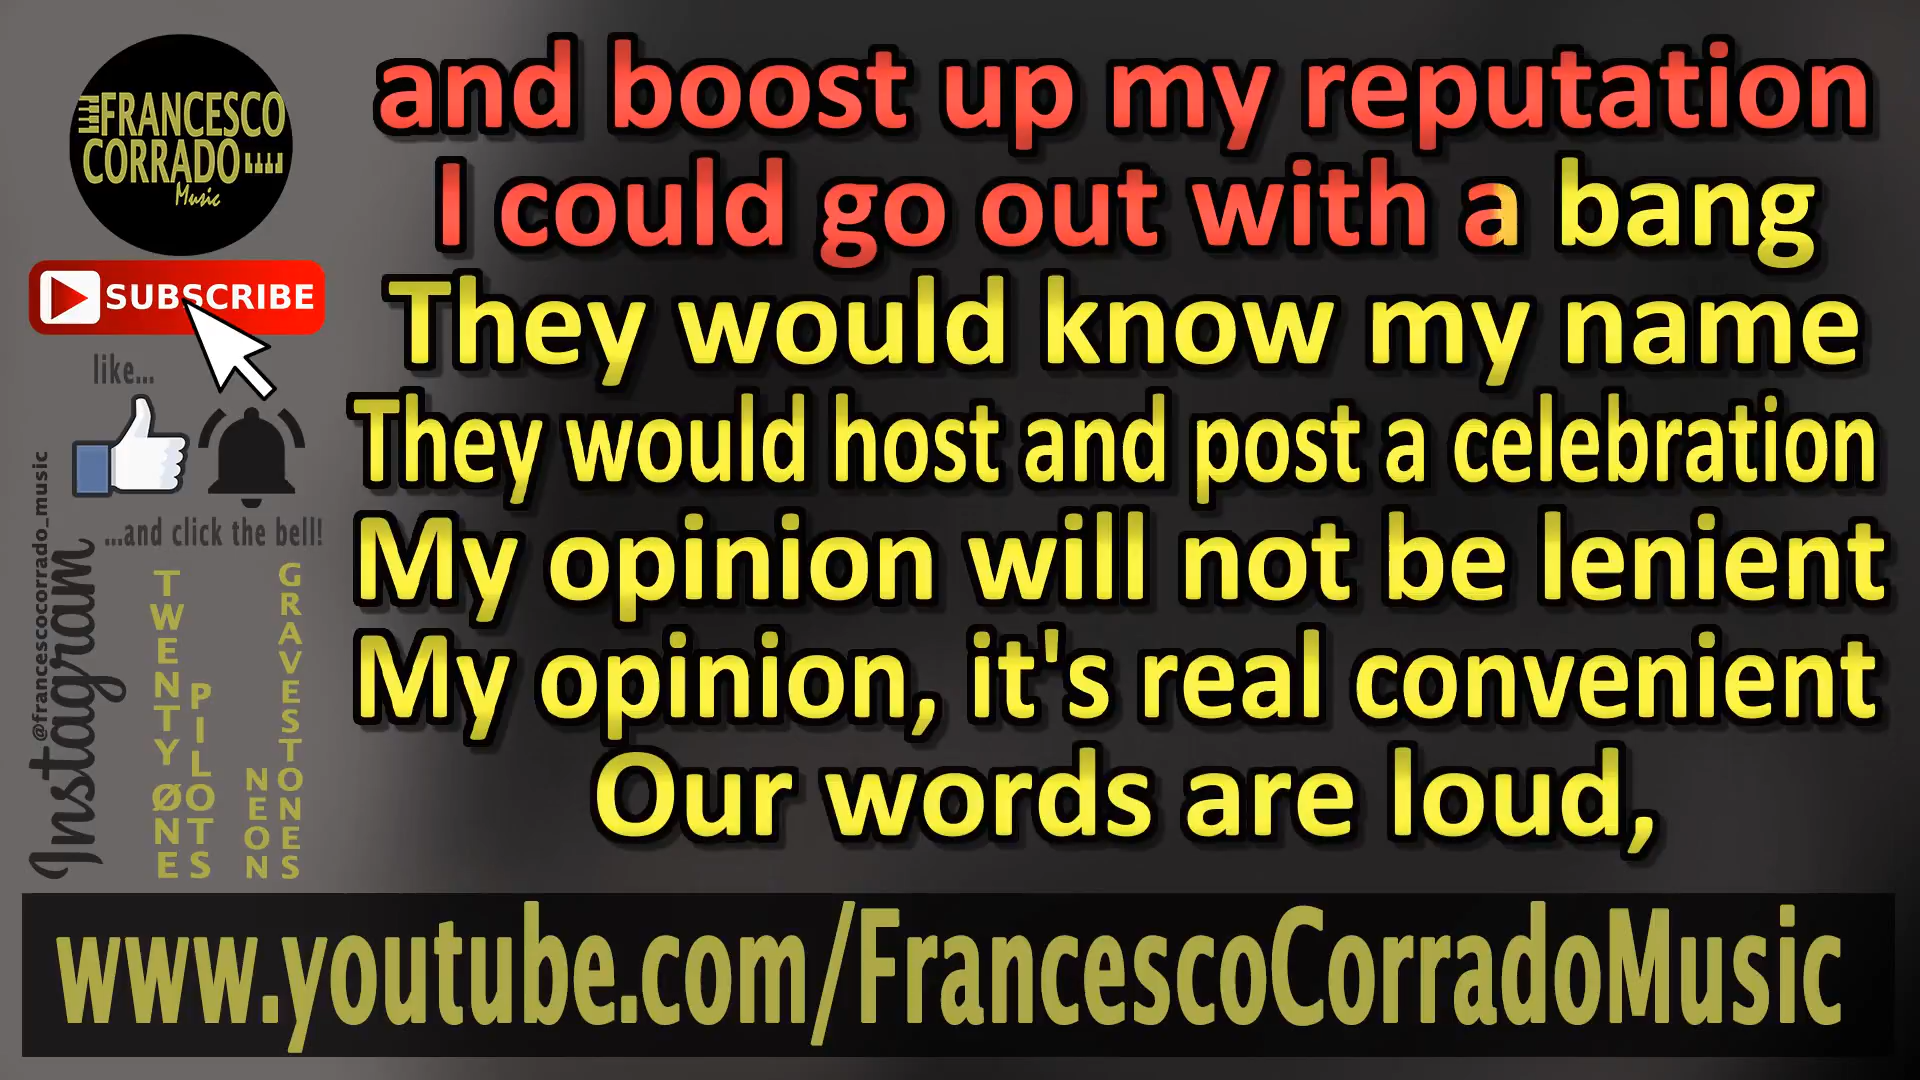 FRANCESCO
CORRADO
Music
SUBSCRIBE
like...
...and click the bell!
Instagram
@francescocorrado_music
TWENTY ØNE
PILOTS
NEON
GRAVESTONES
and boost up my reputation
I could go out with a bang
They would know my name
They would host and post a celebration
My opinion will not be lenient
My opinion, it's real convenient
Our words are loud,
www.youtube.com/FrancescoCorradoMusic